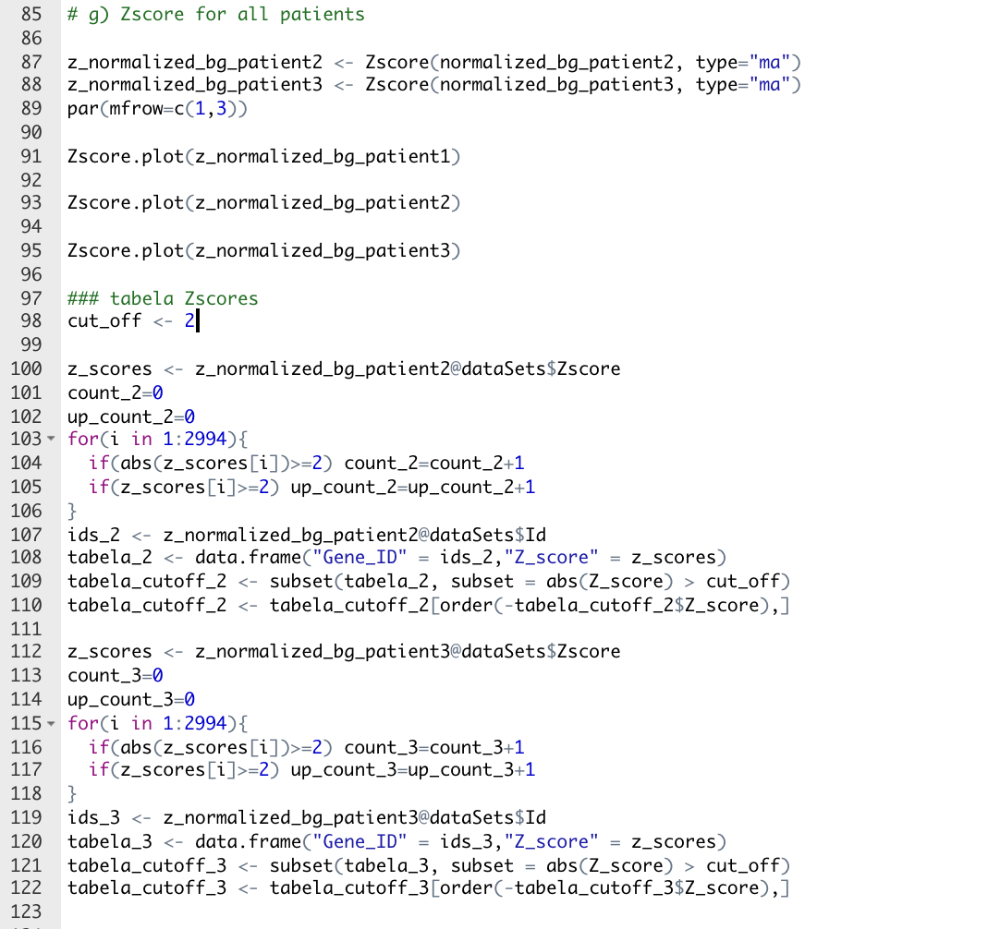 85 # g) Zscore for all patients
86
87 z_normalized_bg_patient2 <- Zscore(normalized_bg_patient2, type="ma")
88 z_normalized_bg_patient3 <- Zscore(normalized_bg_patient3, type="ma")
89 par(mfrow=c(1,3))
90
91 Zscore.plot(z_normalized_bg_patient1)
92
93 Zscore.plot(z_normalized_bg_patient2)
94
95 Zscore.plot(z_normalized_bg_patient3)
96
97 ### tabela Zscores
98 cut_off <- 2
99
100 z_scores <- z_normalized_bg_patient2@dataSets$Zscore
101 count_2=0
102 up_count_2=0
103 for(i in 1:2994){
104   if(abs(z_scores[i])>=2) count_2=count_2+1
105   if(z_scores[i]>=2) up_count_2=up_count_2+1
106 }
107 ids_2 <- z_normalized_bg_patient2@dataSets$Id
108 tabela_2 <- data.frame("Gene_ID" = ids_2,"Z_score" = z_scores)
109 tabela_cutoff_2 <- subset(tabela_2, subset = abs(Z_score) > cut_off)
110 tabela_cutoff_2 <- tabela_cutoff_2[order(-tabela_cutoff_2$Z_score),]
111
112 z_scores <- z_normalized_bg_patient3@dataSets$Zscore
113 count_3=0
114 up_count_3=0
115 for(i in 1:2994){
116   if(abs(z_scores[i])>=2) count_3=count_3+1
117   if(z_scores[i]>=2) up_count_3=up_count_3+1
118 }
119 ids_3 <- z_normalized_bg_patient3@dataSets$Id
120 tabela_3 <- data.frame("Gene_ID" = ids_3,"Z_score" = z_scores)
121 tabela_cutoff_3 <- subset(tabela_3, subset = abs(Z_score) > cut_off)
122 tabela_cutoff_3 <- tabela_cutoff_3[order(-tabela_cutoff_3$Z_score),]
123